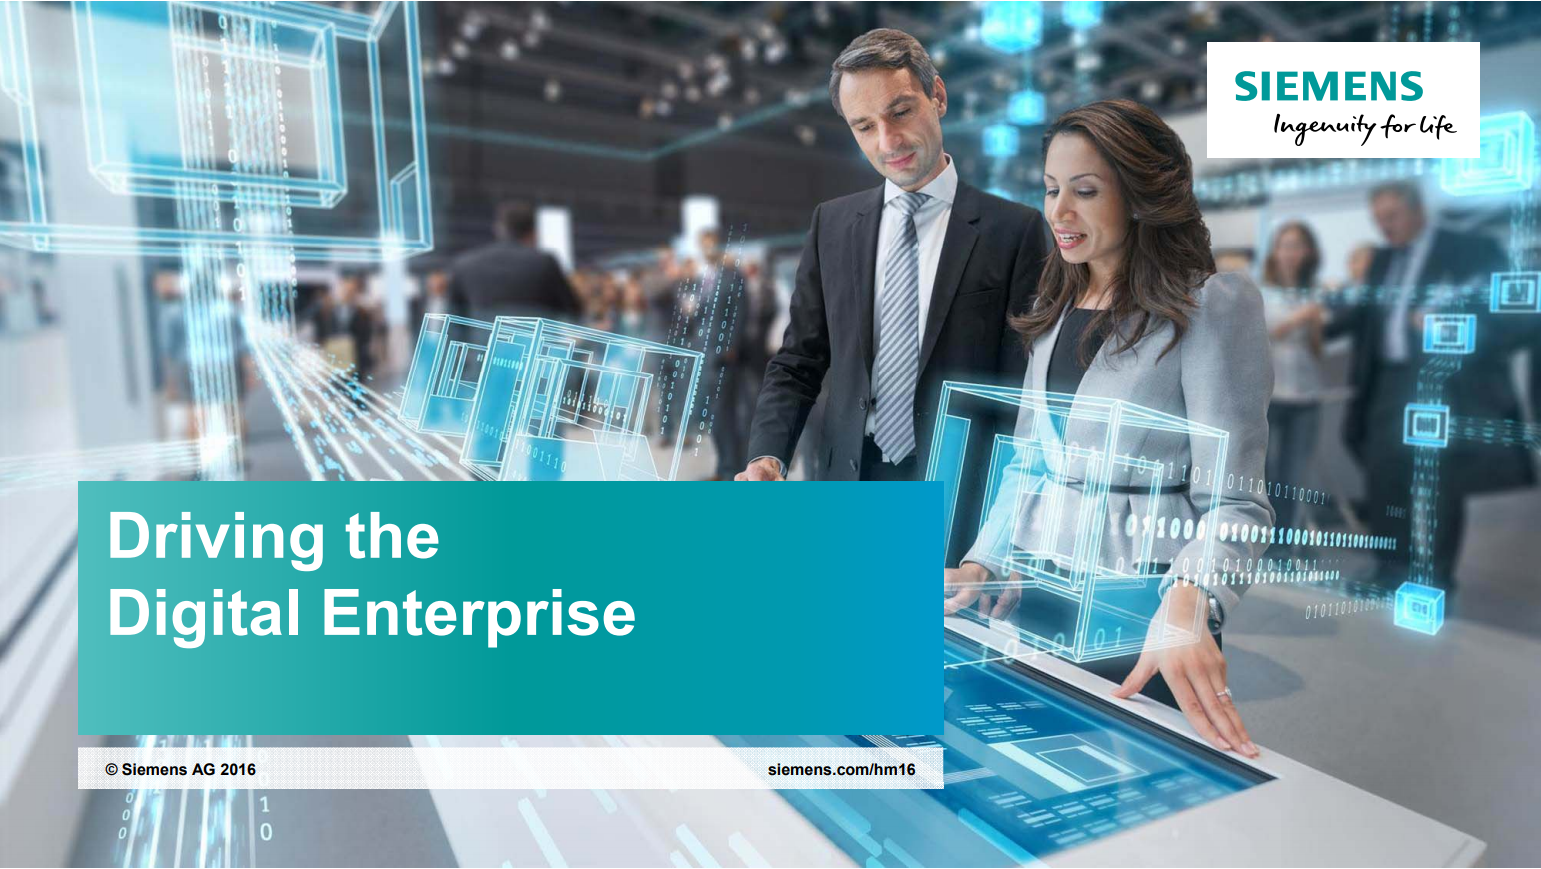 SIEMENS
Ingenuity for life
Driving the
Digital Enterprise
© Siemens AG 2016
siemens.com/hm16